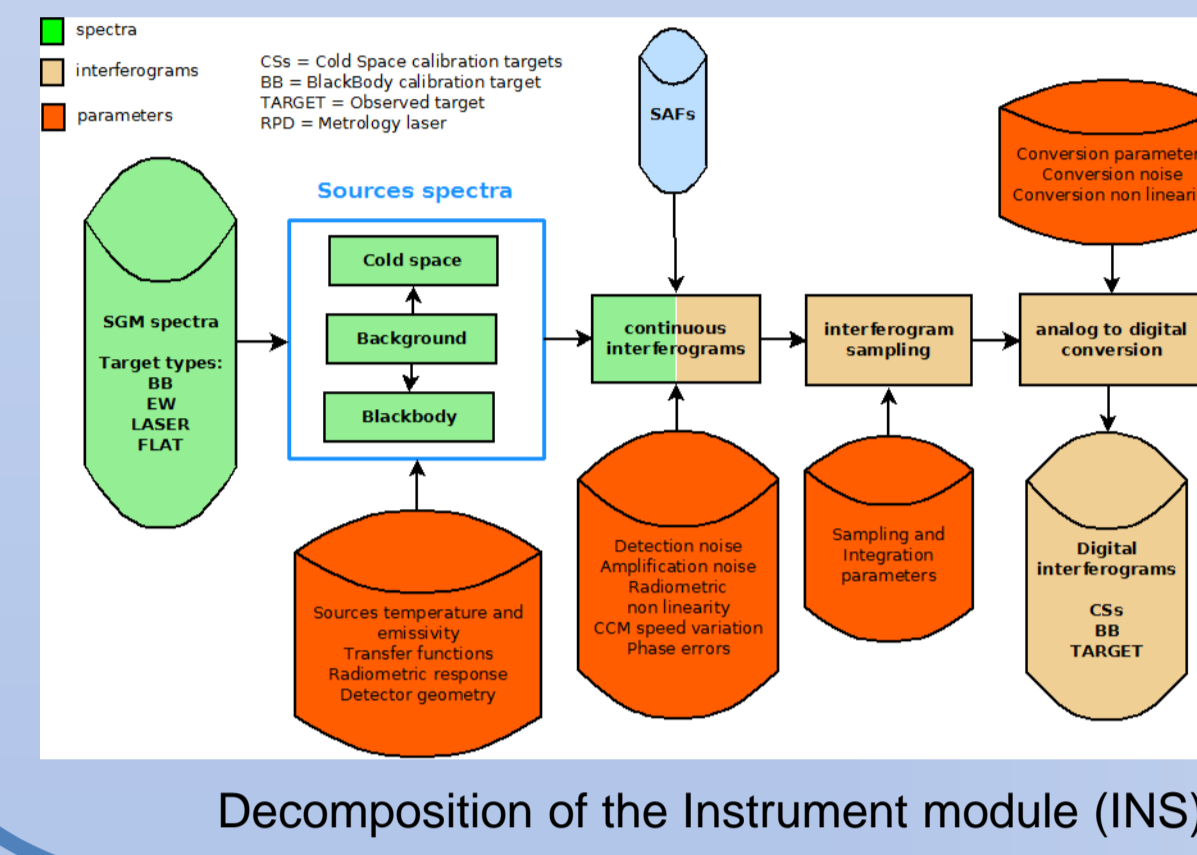 spectra
interferograms
parameters
CSs = Cold Space calibration targets
BB = BlackBody calibration target
TARGET = Observed target
RPD = Metrology laser
SAFs
Conversion
Conversion noise
Conversion non
Sources spectra
SGM spectra
Target types:
BB
EW
LASER
FLAT
Cold space
Background
Blackbody
continuous
interferograms
interferogram
sampling
analog to digital
conversion
Sources temperature and
emissivity
Transfer functions
Radiometric response
Detector geometry
Detection noise
Amplification noise
Radiometric
non linearity
CCM speed variation
Phase errors
Sampling and
Integration
parameters
Digital
interferograms
CSs
BB
TARGET
Decomposition of the Instrument module (INS)